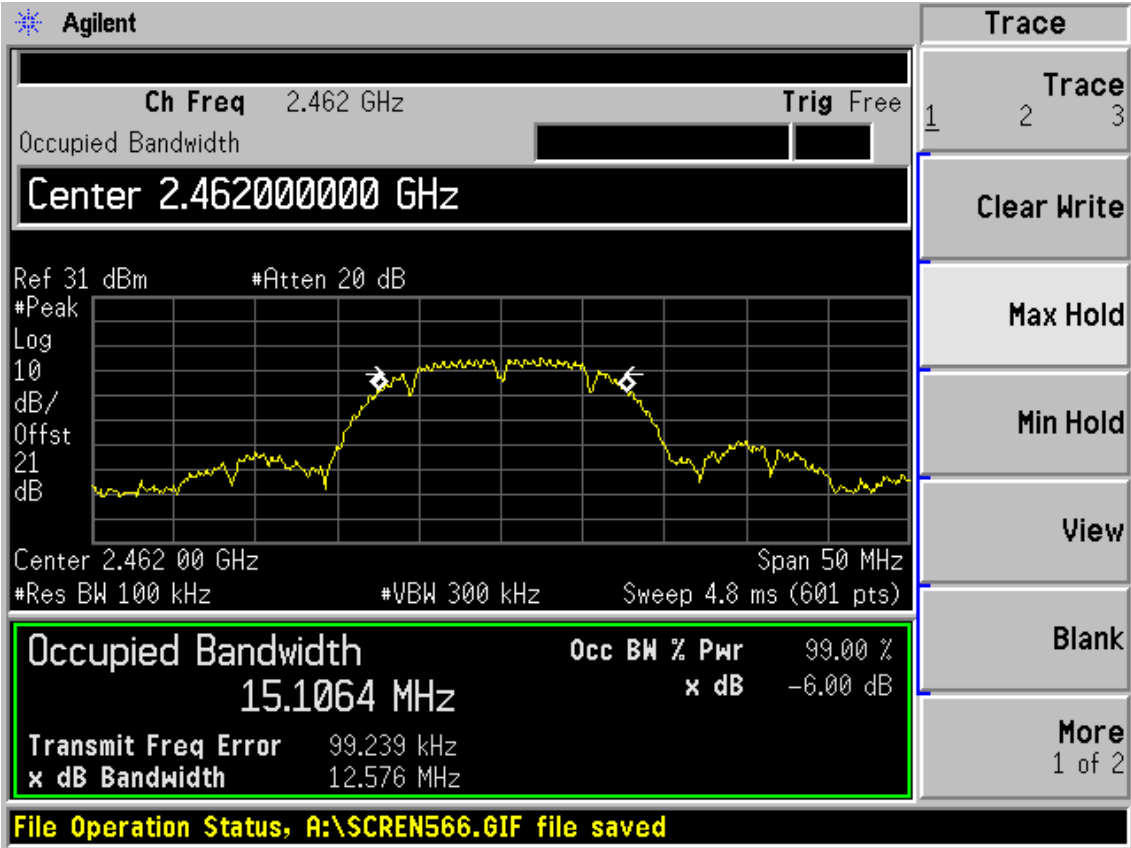 Agilent
Trace
Ch Freq 2.462 GHz Trig Free
Occupied Bandwidth
Center 2.462000000 GHz
Ref 31 dBm #Atten 20 dB
#Peak
Log
10
dB/
Offst
21
dB
Center 2.462 00 GHz Span 50 MHz
#Res BW 100 kHz #VBW 300 kHz Sweep 4.8 ms (601 pts)
Occupied Bandwidth
15.1064 MHz
Occ BW % Pwr 99.00 %
x dB -6.00 dB
Transmit Freq Error 99.239 kHz
x dB Bandwidth 12.576 MHz
File Operation Status, A:\SCREN566.GIF file saved
Trace
1 2 3
Clear Write
Max Hold
Min Hold
View
Blank
More
1 of 2